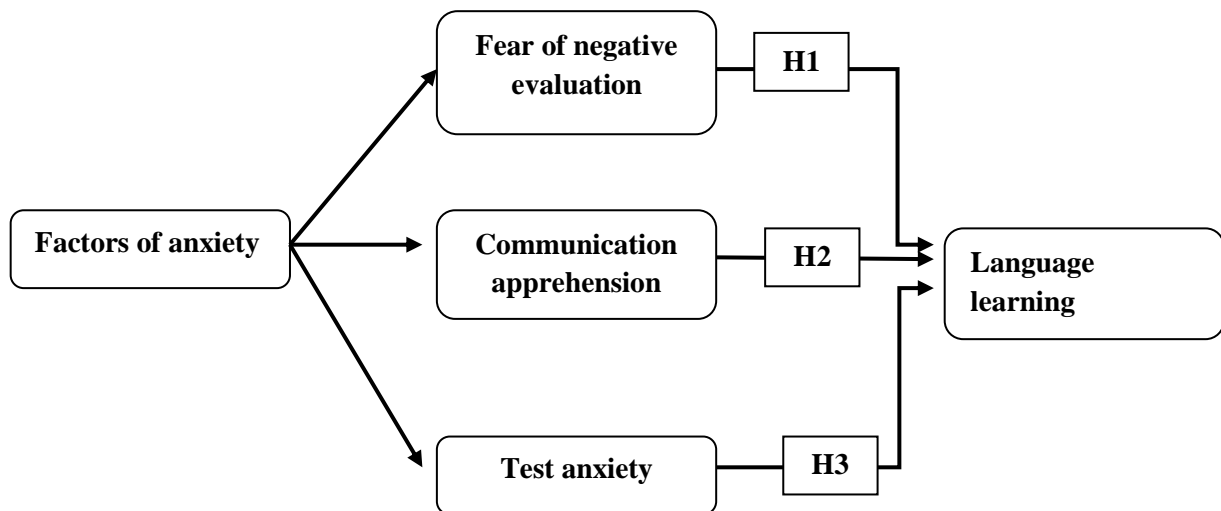 Fear of negative
evaluation
H1
Factors of anxiety
Communication
apprehension
H2
Language
learning
Test anxiety
H3